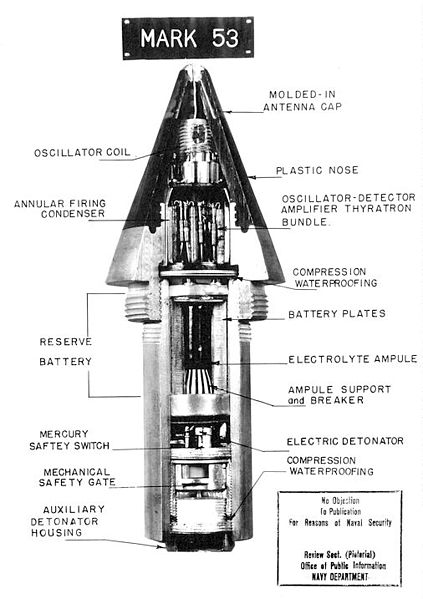 MARK 53
MOLDED-IN
ANTENNA CAP
OSCILLATOR COIL
PLASTIC NOSE
ANNULAR FIRING
CONDENSER
OSCILLATOR-DETECTOR
AMPLIFIER THYRATRON
BUNDLE.
COMPRESSION
WATERPROOFING
BATTERY PLATES
RESERVE
BATTERY
ELECTROLYTE AMPULE
AMPULE SUPPORT
and BREAKER
MERCURY
SAFTEY SWITCH
ELECTRIC DETONATOR
MECHANICAL
SAFETY GATE
COMPRESSION
WATERPROOFING
AUXILIARY
DETONATOR
HOUSING
No Objection
To Publication
For Reasons of Naval Security
Review Sect. (Pictorial)
Office of Public Information
NAVY DEPARTMENT